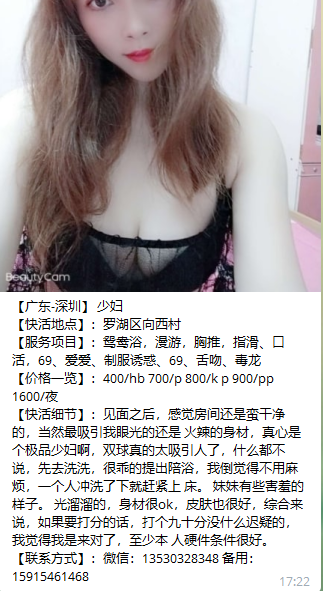 BeautyCam
【广东-深圳】 少妇
【快活地点】：罗湖区向西村
【服务项目】：鸳鸯浴，漫游，胸推，指滑、口
活，69、爱爱、制服诱惑、69、舌吻、毒龙
【价格一览】：400/hb 700/p 800/k p 900/pp
1600/夜
【快活细节】：见面之后，感觉房间还是蛮干净
的，当然最吸引我眼光的还是 火辣的身材，真心是
个极品少妇啊，双球真的太吸引人了，什么都不
说，先去洗洗，很乖的提出陪浴，我倒觉得不用麻
烦，一个人冲洗了下就赶紧上 床。 妹妹有些害羞的
样子。 光溜溜的，身材很ok，皮肤也很好，综合来
说，如果要打分的话，打个九十分没什么迟疑的，
我觉得我是来对了，至少本 人硬件条件很好。
【联系方式】：微信：13530328348 备用：
15915461468
17:22